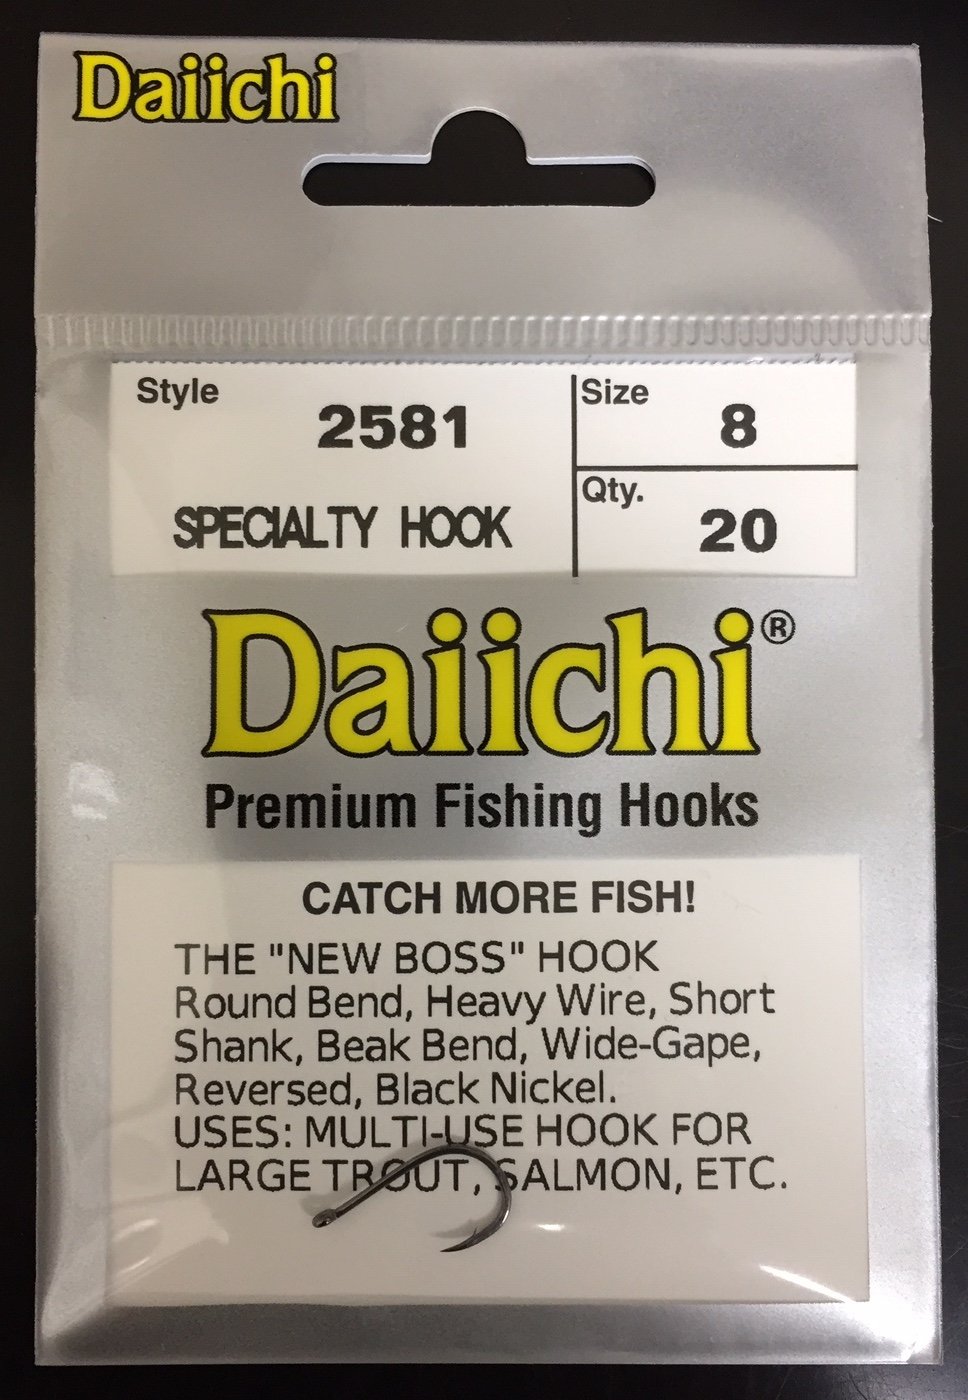 Daiichi
Style
2581
SPECIALTY HOOK
Size
8
Qty.
20
Daiichi®
Premium Fishing Hooks
CATCH MORE FISH!
THE "NEW BOSS" HOOK
Round Bend, Heavy Wire, Short
Shank, Beak Bend, Wide-Gape,
Reversed, Black Nickel.
USES: MULTI-USE HOOK FOR
LARGE TROUT, SALMON, ETC.